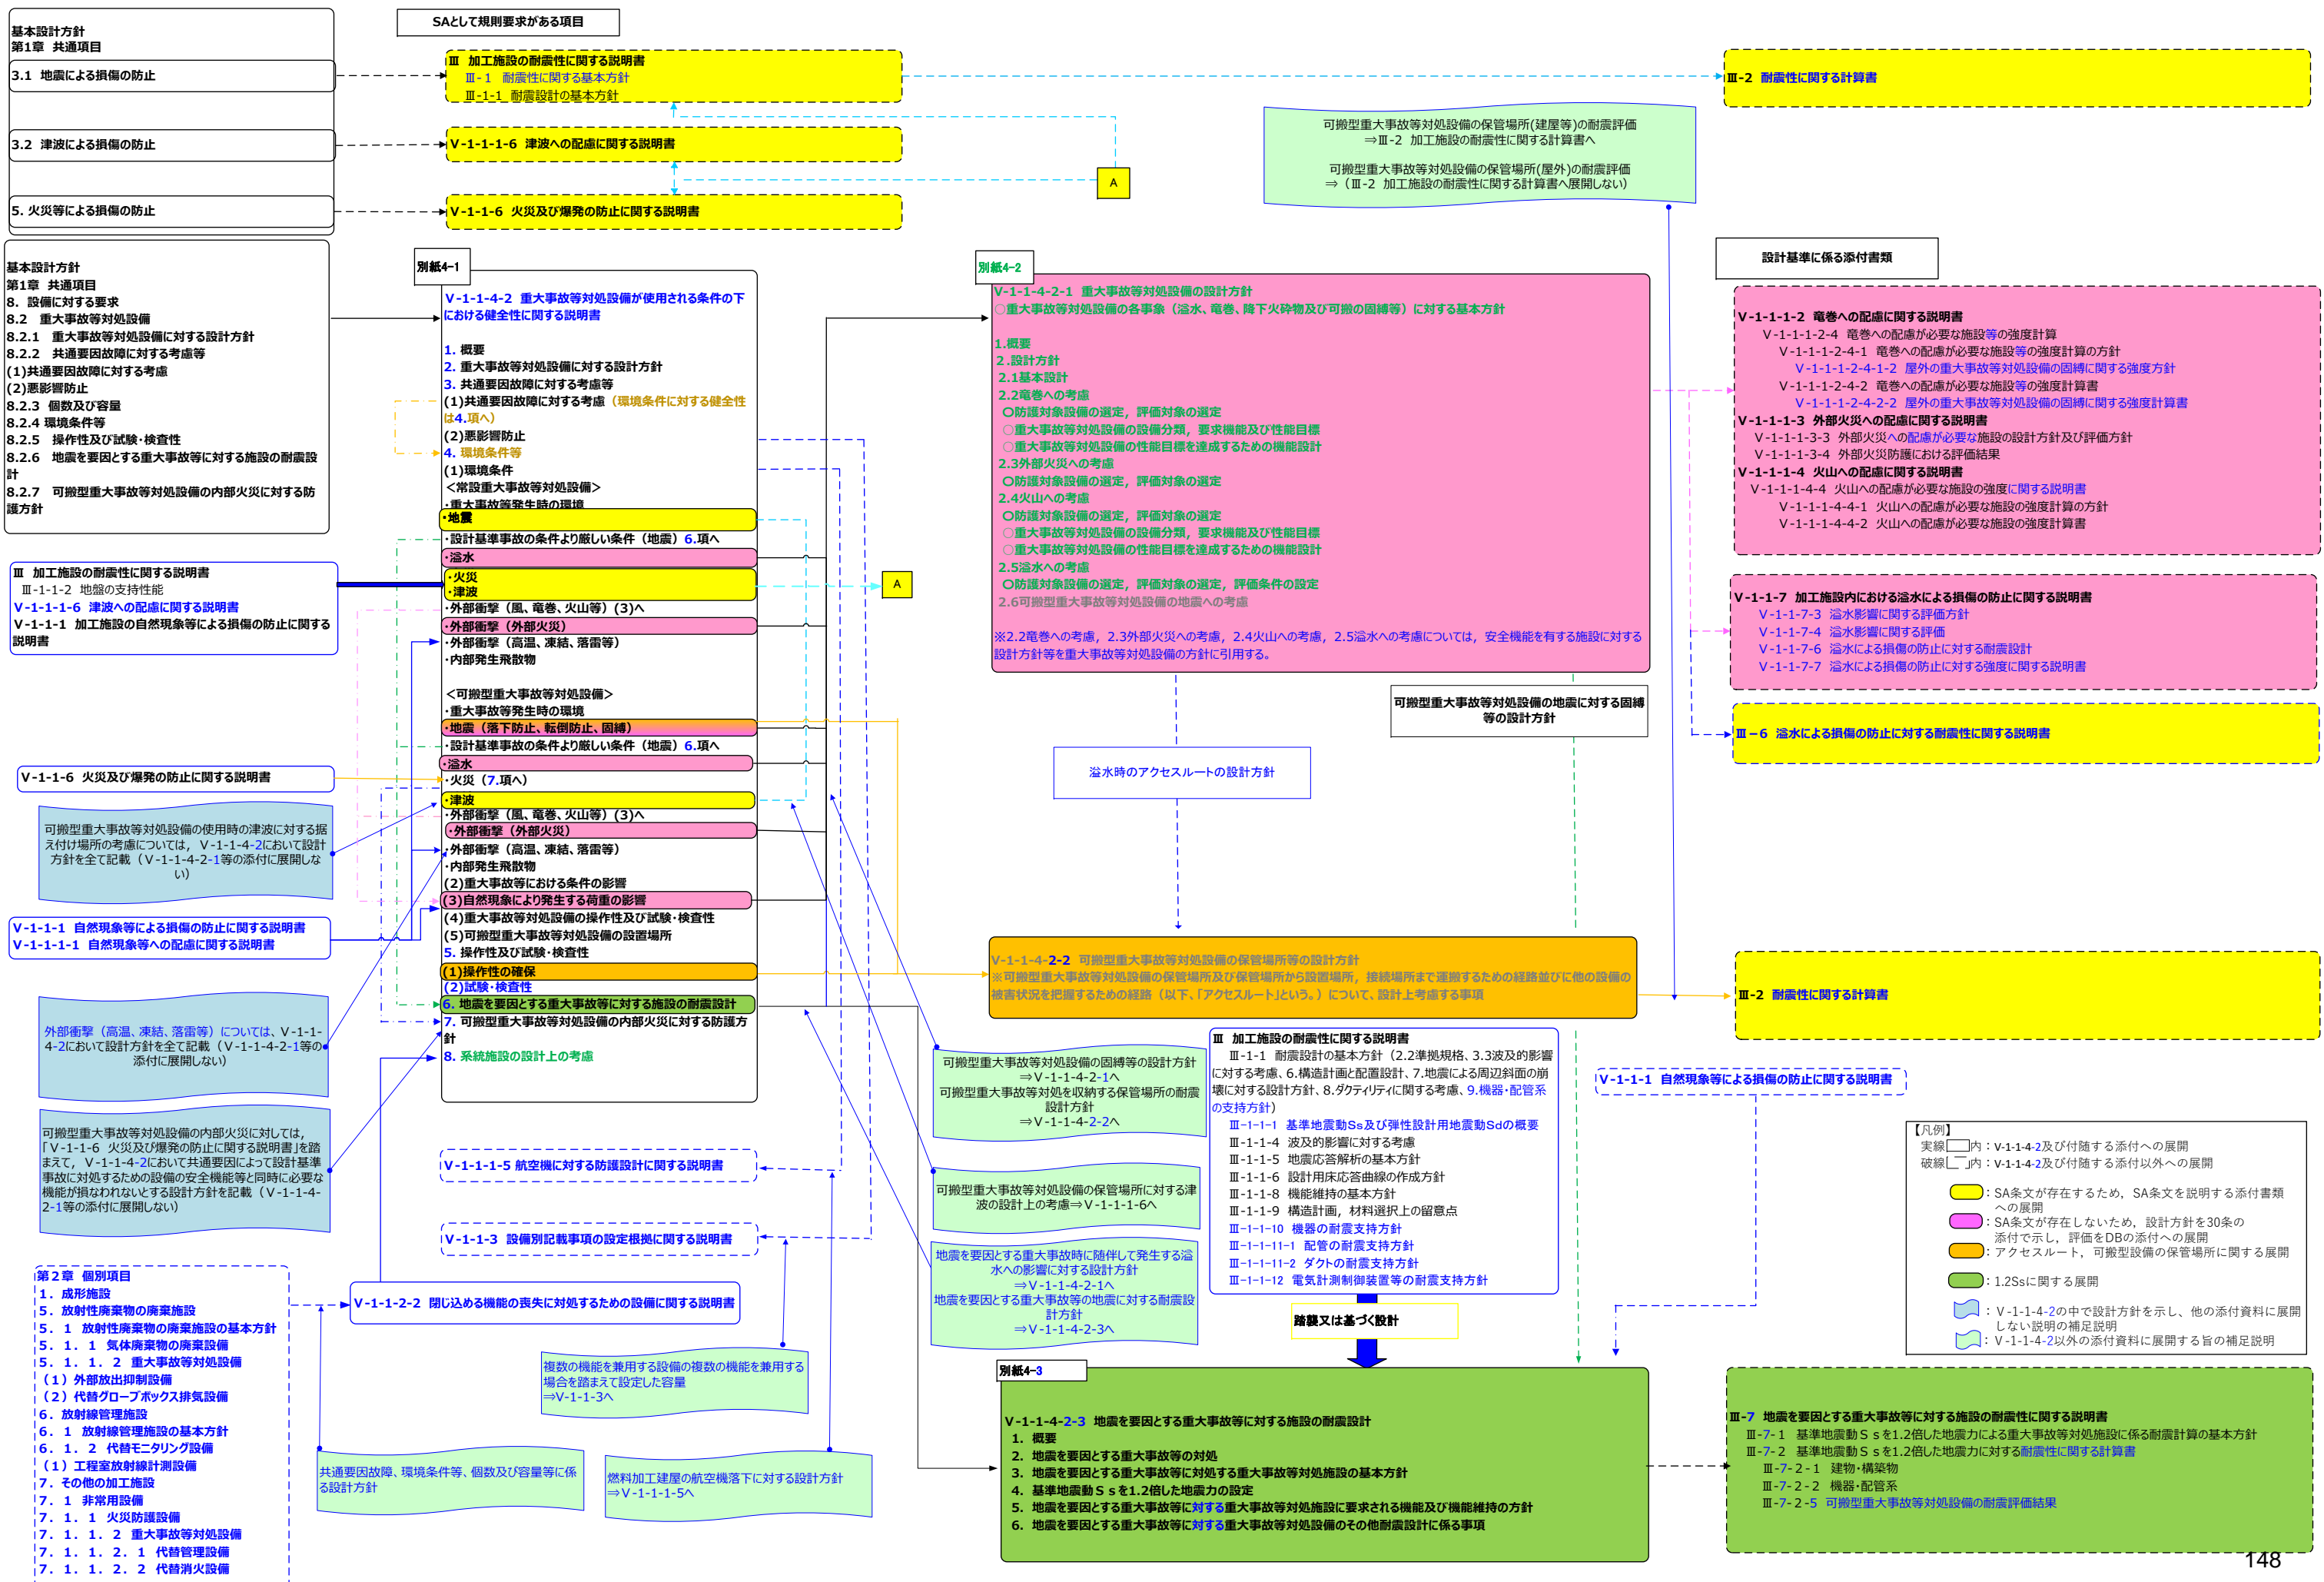 SAとして規則要求がある項目
基本設計方針
第1章 共通項目
3.1 地震による損傷の防止
3.2 津波による損傷の防止
5. 火災等による損傷の防止
Ⅲ 加工施設の耐震性に関する説明書
Ⅲ-1 耐震性に関する基本方針
Ⅲ-1-1 耐震設計の基本方針
Ⅴ-1-1-1-6 津波への配慮に関する説明書
Ⅴ-1-1-6 火災及び爆発の防止に関する説明書
A
Ⅲ-2 耐震性に関する計算書
可搬型重大事故等対処設備の保管場所(建屋等)の耐震評価
⇒Ⅲ-2 加工施設の耐震性に関する計算書へ
可搬型重大事故等対処設備の保管場所(屋外)の耐震評価
⇒（Ⅲ-2 加工施設の耐震性に関する計算書へ展開しない）
基本設計方針
第1章 共通項目
8. 設備に対する要求
8.2 重大事故等対処設備
8.2.1 重大事故等対処設備に対する設計方針
8.2.2 共通要因故障に対する考慮等
(1)共通要因故障に対する考慮
(2)悪影響防止
8.2.3 個数及び容量
8.2.4 環境条件等
8.2.5 操作性及び試験・検査性
8.2.6 地震を要因とする重大事故等に対する施設の耐震設
計
8.2.7 可搬型重大事故等対処設備の内部火災に対する防
護方針
Ⅲ 加工施設の耐震性に関する説明書
Ⅲ-1-1-2 地盤の支持性能
Ⅴ-1-1-1-6 津波への配慮に関する説明書
Ⅴ-1-1-1 加工施設の自然現象等による損傷の防止に関する
説明書
Ⅴ-1-1-6 火災及び爆発の防止に関する説明書
可搬型重大事故等対処設備の使用時の津波に対する据
え付け場所の考慮については，Ⅴ-1-1-4-2において設計
方針を全て記載（Ⅴ-1-1-4-2-1等の添付に展開しな
い）
Ⅴ-1-1-1 自然現象等による損傷の防止に関する説明書
Ⅴ-1-1-1-1 自然現象等への配慮に関する説明書
外部衝撃（高温、凍結、落雷等）については、Ⅴ-1-1-
4-2において設計方針を全て記載（Ⅴ-1-1-4-2-1等の
添付に展開しない）
可搬型重大事故等対処設備の内部火災に対しては，
「Ⅴ-1-1-6 火災及び爆発の防止に関する説明書」を踏
まえて，Ⅴ-1-1-4-2において共通要因によって設計基準
事故に対処するための設備の安全機能等と同時に必要な
機能が損なわれないとする設計方針を記載（Ⅴ-1-1-4-
2-1等の添付に展開しない）
第２章 個別項目
１．成形施設
５．放射性廃棄物の廃棄施設
５．１ 放射性廃棄物の廃棄施設の基本方針
５．１．１ 気体廃棄物の廃棄設備
５．１．１．２ 重大事故等対処設備
（１）外部放出抑制設備
（２）代替グローブボックス排気設備
６．放射線管理施設
６．１ 放射線管理施設の基本方針
６．１．２ 代替モニタリング設備
（１）工程室放射線計測設備
７．その他の加工施設
７．１ 非常用設備
７．１．１ 火災防護設備
７．１．１．２ 重大事故等対処設備
７．１．１．２．１ 代替管理設備
７．１．１．２．２ 代替消火設備
別紙4-1
Ⅴ-1-1-4-2 重大事故等対処設備が使用される条件の下
における健全性に関する説明書
1. 概要
2. 重大事故等対処設備に対する設計方針
3. 共通要因故障に対する考慮等
(1)共通要因故障に対する考慮（環境条件に対する健全性
は4.項へ）
(2)悪影響防止
4. 環境条件等
(1)環境条件
＜常設重大事故等対処設備＞
・重大事故等発生時の環境
・地震
・設計基準事故の条件より厳しい条件（地震）6.項へ
・溢水
・火災
・津波
・外部衝撃（風、竜巻、火山等）(3)へ
・外部衝撃（外部火災）
・外部衝撃（高温、凍結、落雷等）
・内部発生飛散物
＜可搬型重大事故等対処設備＞
・重大事故等発生時の環境
・地震（落下防止、転倒防止、固縛）
・設計基準事故の条件より厳しい条件（地震）6.項へ
・溢水
・火災（7.項へ）
・津波
・外部衝撃（風、竜巻、火山等）(3)へ
・外部衝撃（外部火災）
・外部衝撃（高温、凍結、落雷等）
・内部発生飛散物
(2)重大事故等における条件の影響
(3)自然現象により発生する荷重の影響
(4)重大事故等対処設備の操作性及び試験・検査性
(5)可搬型重大事故等対処設備の設置場所
5. 操作性及び試験・検査性
(1)操作性の確保
(2)試験・検査性
6. 地震を要因とする重大事故等に対する施設の耐震設計
7. 可搬型重大事故等対処設備の内部火災に対する防護方
針
8. 系統施設の設計上の考慮
A
Ⅴ-1-1-1-5 航空機に対する防護設計に関する説明書
Ⅴ-1-1-3 設備別記載事項の設定根拠に関する説明書
Ⅴ-1-1-2-2 閉じ込める機能の喪失に対処するための設備に関する説明書
複数の機能を兼用する設備の複数の機能を兼用する
場合を踏まえて設定した容量
⇒Ⅴ-1-1-3へ
共通要因故障、環境条件等、個数及び容量等に係
る設計方針
燃料加工建屋の航空機落下に対する設計方針
⇒Ⅴ-1-1-1-5へ
別紙4-2
Ⅴ-1-1-4-2-1 重大事故等対処設備の設計方針
○重大事故等対処設備の各事象（溢水、竜巻、降下火砕物及び可搬の固縛等）に対する基本方針
1.概要
2.設計方針
2.1基本設計
2.2竜巻への考慮
○防護対象設備の選定，評価対象の選定
○重大事故等対処設備の設備分類，要求機能及び性能目標
○重大事故等対処設備の性能目標を達成するための機能設計
2.3外部火災への考慮
○防護対象設備の選定，評価対象の選定
2.4火山への考慮
○防護対象設備の選定，評価対象の選定
○重大事故等対処設備の設備分類，要求機能及び性能目標
○重大事故等対処設備の性能目標を達成するための機能設計
2.5溢水への考慮
○防護対象設備の選定，評価対象の選定，評価条件の設定
2.6可搬型重大事故等対処設備の地震への考慮
※2.2竜巻への考慮，2.3外部火災への考慮，2.4火山への考慮，2.5溢水への考慮については，安全機能を有する施設に対する
設計方針等を重大事故等対処設備の方針に引用する。
可搬型重大事故等対処設備の地震に対する固縛
等の設計方針
溢水時のアクセスルートの設計方針
Ⅴ-1-1-4-2-2 可搬型重大事故等対処設備の保管場所等の設計方針
※可搬型重大事故等対処設備の保管場所及び保管場所から設置場所，接続場所まで運搬するための経路並びに他の設備の
被害状況を把握するための経路（以下、「アクセスルート」という。）について、設計上考慮する事項
可搬型重大事故等対処設備の固縛等の設計方針
⇒Ⅴ-1-1-4-2-1へ
可搬型重大事故等対処を収納する保管場所の耐震
設計方針
⇒Ⅴ-1-1-4-2-2へ
可搬型重大事故等対処設備の保管場所に対する津
波の設計上の考慮⇒Ⅴ-1-1-1-6へ
地震を要因とする重大事故時に随伴して発生する溢
水への影響に対する設計方針
⇒Ⅴ-1-1-4-2-1へ
地震を要因とする重大事故等の地震に対する耐震設
計方針
⇒Ⅴ-1-1-4-2-3へ
Ⅲ 加工施設の耐震性に関する説明書
Ⅲ-1-1 耐震設計の基本方針（2.2準拠規格、3.3波及的影響
に対する考慮、6.構造計画と配置設計、7.地震による周辺斜面の崩
壊に対する設計方針、8.ダクティリティに関する考慮、9.機器・配管系
の支持方針）
Ⅲ-1-1-1 基準地震動Ss及び弾性設計用地震動Sdの概要
Ⅲ-1-1-4 波及的影響に対する考慮
Ⅲ-1-1-5 地震応答解析の基本方針
Ⅲ-1-1-6 設計用床応答曲線の作成方針
Ⅲ-1-1-8 機能維持の基本方針
Ⅲ-1-1-9 構造計画，材料選択上の留意点
Ⅲ-1-1-10 機器の耐震支持方針
Ⅲ-1-1-11-1 配管の耐震支持方針
Ⅲ-1-1-11-2 ダクトの耐震支持方針
Ⅲ-1-1-12 電気計測制御装置等の耐震支持方針
踏襲又は基づく設計
別紙4-3
Ⅴ-1-1-4-2-3 地震を要因とする重大事故等に対する施設の耐震設計
1. 概要
2. 地震を要因とする重大事故等の対処
3. 地震を要因とする重大事故等に対処する重大事故等対処施設の基本方針
4. 基準地震動Ｓｓを1.2倍した地震力の設定
5. 地震を要因とする重大事故等に対する重大事故等対処施設に要求される機能及び機能維持の方針
6. 地震を要因とする重大事故等に対する重大事故等対処設備のその他耐震設計に係る事項
設計基準に係る添付書類
Ⅴ-1-1-1-2 竜巻への配慮に関する説明書
Ⅴ-1-1-1-2-4 竜巻への配慮が必要な施設等の強度計算
Ⅴ-1-1-1-2-4-1 竜巻への配慮が必要な施設等の強度計算の方針
Ⅴ-1-1-1-2-4-1-2 屋外の重大事故等対処設備の固縛に関する強度方針
Ⅴ-1-1-1-2-4-2 竜巻への配慮が必要な施設等の強度計算書
Ⅴ-1-1-1-2-4-2-2 屋外の重大事故等対処設備の固縛に関する強度計算書
Ⅴ-1-1-1-3 外部火災への配慮に関する説明書
Ⅴ-1-1-1-3-3 外部火災への配慮が必要な施設の設計方針及び評価方針
Ⅴ-1-1-1-3-4 外部火災防護における評価結果
Ⅴ-1-1-1-4 火山への配慮に関する説明書
Ⅴ-1-1-1-4-4 火山への配慮が必要な施設の強度に関する説明書
Ⅴ-1-1-1-4-4-1 火山への配慮が必要な施設の強度計算の方針
Ⅴ-1-1-1-4-4-2 火山への配慮が必要な施設の強度計算書
Ⅴ-1-1-7 加工施設内における溢水による損傷の防止に関する説明書
Ⅴ-1-1-7-3 溢水影響に関する評価方針
Ⅴ-1-1-7-4 溢水影響に関する評価
Ⅴ-1-1-7-6 溢水による損傷の防止に対する耐震設計
Ⅴ-1-1-7-7 溢水による損傷の防止に対する強度に関する説明書
Ⅲ－6 溢水による損傷の防止に対する耐震性に関する説明書
Ⅲ-2 耐震性に関する計算書
Ⅴ-1-1-1 自然現象等による損傷の防止に関する説明書
【凡例】
実線 内：Ⅴ-1-1-4-2及び付随する添付への展開
破線 内：Ⅴ-1-1-4-2及び付随する添付以外への展開
：SA条文が存在するため，SA条文を説明する添付書類
への展開
：SA条文が存在しないため，設計方針を30条の
添付で示し，評価をDBの添付への展開
：アクセスルート，可搬型設備の保管場所に関する展開
：1.2Ssに関する展開
：Ⅴ-1-1-4-2の中で設計方針を示し、他の添付資料に展開
しない説明の補足説明
：Ⅴ-1-1-4-2以外の添付資料に展開する旨の補足説明
Ⅲ-7 地震を要因とする重大事故等に対する施設の耐震性に関する説明書
Ⅲ-7-１ 基準地震動Ｓｓを1.2倍した地震力による重大事故等対処施設に係る耐震計算の基本方針
Ⅲ-7-２ 基準地震動Ｓｓを1.2倍した地震力に対する耐震性に関する計算書
Ⅲ-7-２-１ 建物・構築物
Ⅲ-7-２-２ 機器・配管系
Ⅲ-7-２-5 可搬型重大事故等対処設備の耐震評価結果
148